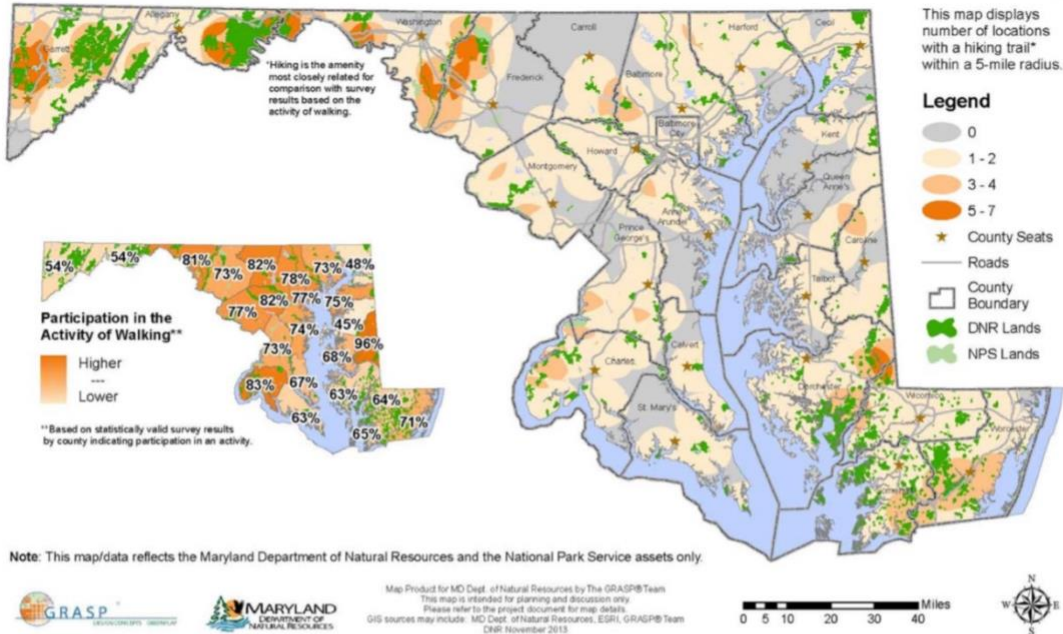 This map displays
number of locations
with a hiking trail*
within a 5-mile radius.
Legend
0
1 - 2
3 - 4
5 - 7
County Seats
Roads
County
Boundary
DNR Lands
NPS Lands
Garrett
Allegany
Washington
Frederick
Carroll
Baltimore
Harford
Cecil
Baltimore
City
Howard
Montgomery
Kent
Queen
Anne's
Anne
Arundel
Prince
George's
Caroline
Talbot
Calvert
Charles
St. Mary's
Dorchester
Wicomico
Worcester
*Hiking is the amenity
most closely related for
comparison with survey
results based on the
activity of walking.
54%
54%
81%
73%
82%
78%
73%
48%
77%
82%
77%
75%
74%
45%
96%
73%
68%
83%
67%
63%
64%
63%
71%
65%
Participation in the
Activity of Walking**
Higher
---
Lower
**Based on statistically valid survey results
by county indicating participation in an activity.
Note: This map/data reflects the Maryland Department of Natural Resources and the National Park Service assets only.
GRASP®
MARYLAND
DEPARTMENT OF
NATURAL RESOURCES
Map Product for MD Dept. of Natural Resources by The GRASP® Team
This map is intended for planning and discussion only.
Please refer to the project document for map details.
GIS sources may include: MD Dept. of Natural Resources, ESRI, GRASP® Team
DNR November 2013
0 5 10 20 30 40 Miles
N
W E
S